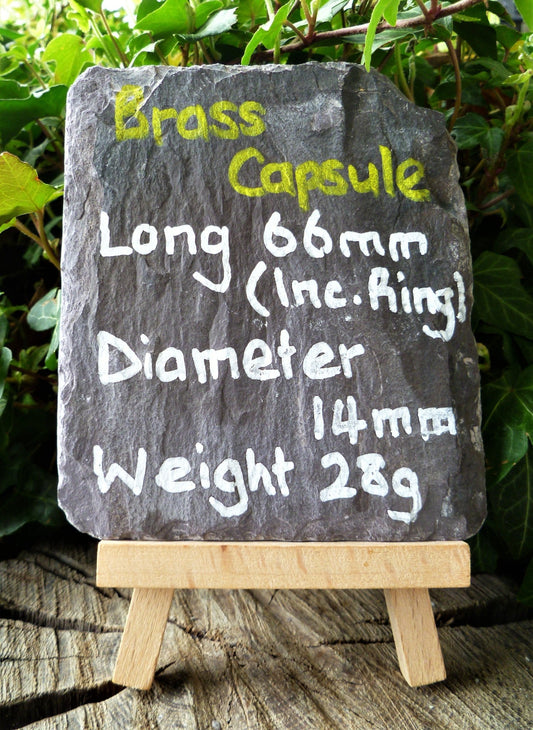 Brass
Capsule
Long 66mm
(Inc. Ring)
Diameter
14mm
Weight 28g